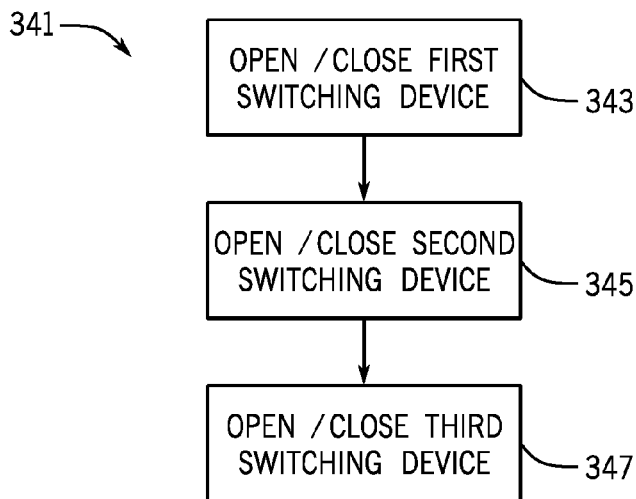 341
OPEN / CLOSE FIRST
SWITCHING DEVICE
343
OPEN / CLOSE SECOND
SWITCHING DEVICE
345
OPEN / CLOSE THIRD
SWITCHING DEVICE
347